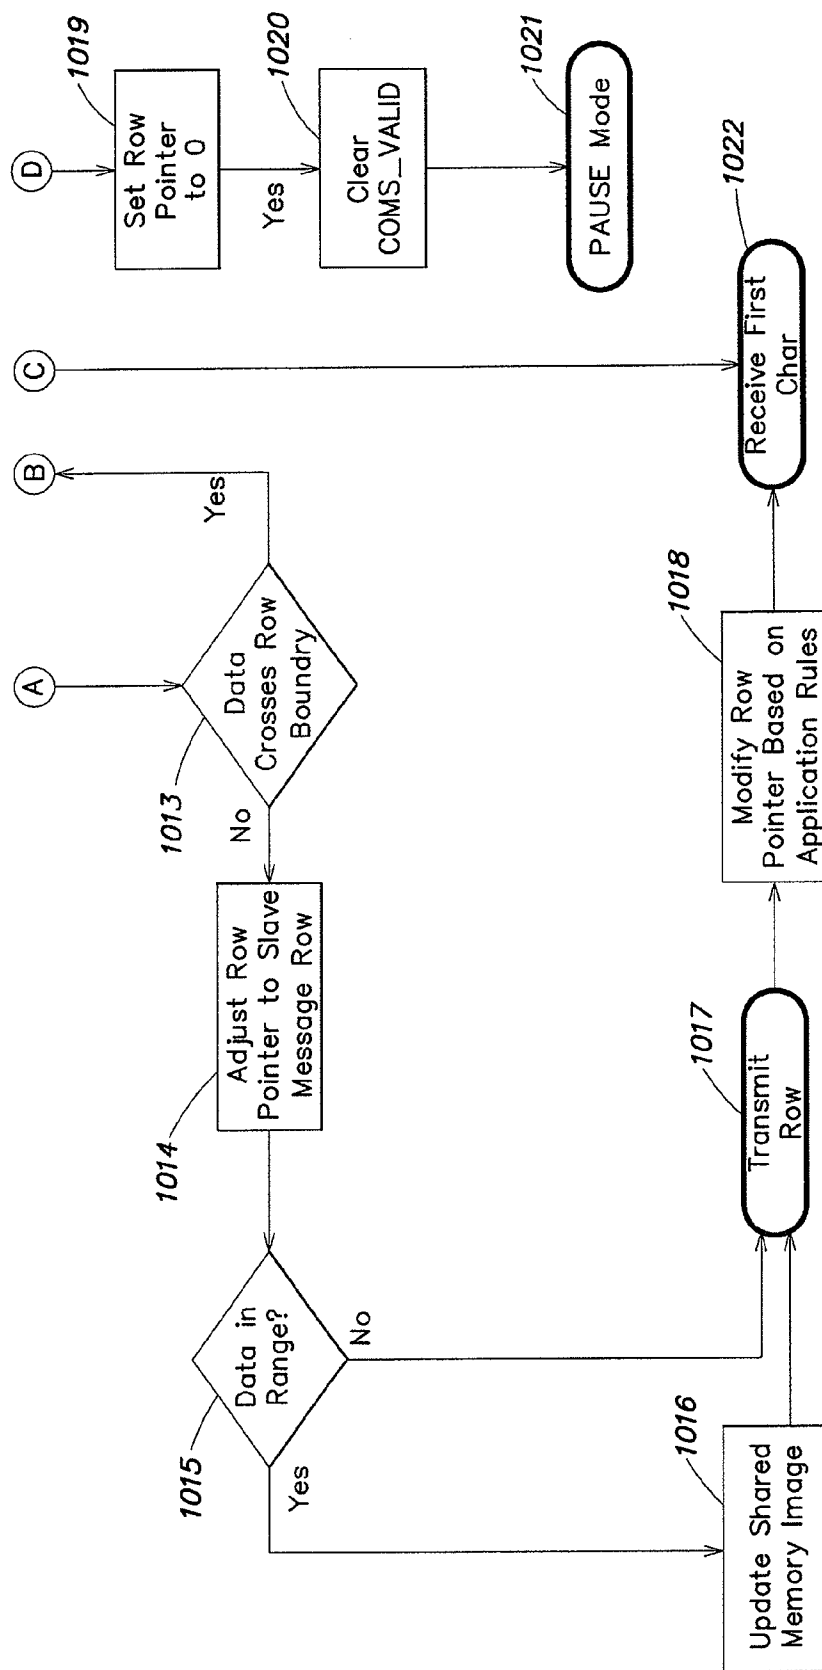 A
1013
Data
Crosses Row
Boundry
Yes
B
No
1014
Adjust Row
Pointer to Slave
Message Row
1015
Data in
Range?
Yes
No
1016
Update Shared
Memory Image
1017
Transmit
Row
1018
Modify Row
Pointer Based on
Application Rules
C
1022
Receive First
Char
D
1019
Set Row
Pointer
to 0
Yes
1020
Clear
COMS_VALID
1021
PAUSE Mode